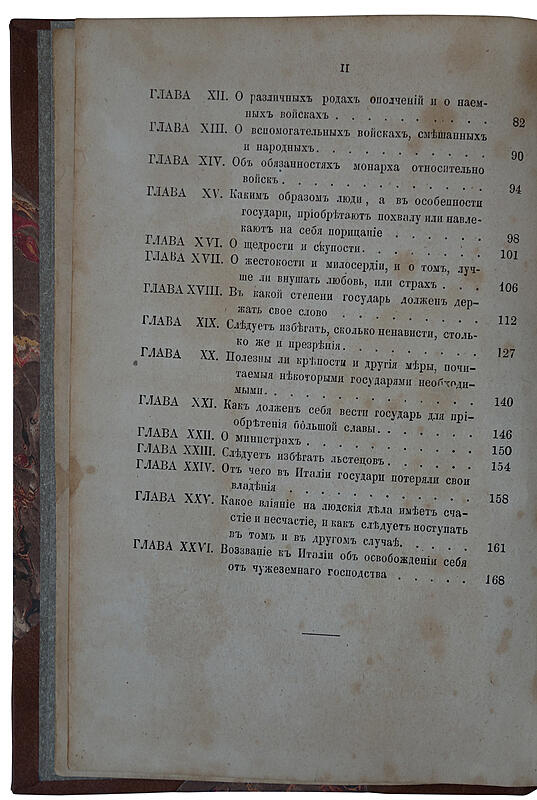 II
ГЛАВА XII. О различныхъ родахъ ополченій и о наем-
ныхъ войскахъ . . . . . . . . . . 82
ГЛАВА XIII. О вспомогательныхъ войскахъ, смѣшанныхъ
и народныхъ. . . . . . . . . . . 90
ГЛАВА XIV. Объ обязанностяхъ монарха относительно
войскъ. . . . . . . . . . . . . 94
ГЛАВА XV. Какимъ образомъ люди, а въ особенности
государи, пріобрѣтаютъ похвалу или навле-
каютъ на себя порицаніе . . . . . . 98
ГЛАВА XVI. О щедрости и скупости. . . . . . . . 101
ГЛАВА XVII. О жестокости и милосердіи, и о томъ, луч-
ше ли внушать любовь, или страхъ . . . 106
ГЛАВА XVIII. Въ какой степени государь долженъ дер-
жать свое слово . . . . . . . . . 112
ГЛАВА XIX. Слѣдуетъ избѣгать, сколько ненависти, столь-
ко же и презрѣнія. . . . . . . . . 127
ГЛАВА XX. Полезны ли крѣпости и другія мѣры, почи-
таемыя нѣкоторыми государями необходи-
мыми. . . . . . . . . . . . . 140
ГЛАВА XXI. Какъ долженъ себя вести государь для прі-
обрѣтенія бо́льшой славы. . . . . . . 146
ГЛАВА XXII. О министрахъ . . . . . . . . . . 150
ГЛАВА XXIII. Слѣдуетъ избѣгать льстецовъ. . . . . . 154
ГЛАВА XXIV. Отъ чего въ Италіи государи потеряли свои
владѣнія . . . . . . . . . . . 158
ГЛАВА XXV. Какое вліяніе на людскія дѣла имѣетъ сча-
стіе и несчастіе, и какъ слѣдуетъ поступать
въ томъ и въ другомъ случаѣ. . . . . 161
ГЛАВА XXVI. Воззваніе къ Италіи объ освобожденіи себя
отъ чужеземнаго господства . . . . . 168